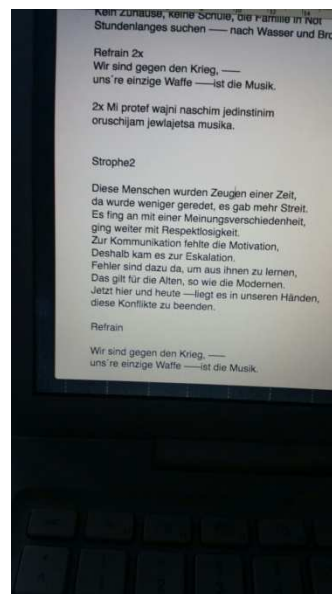 Kein Zuhause, keine Schule, die Familie in Not
Stundenlanges suchen —— nach Wasser und Bro
Refrain 2x
Wir sind gegen den Krieg, ——
uns're einzige Waffe ——ist die Musik.
2x Mi protef wajni naschim jedinstinim
oruschijam jewlajetsa musika.
Strophe2
Diese Menschen wurden Zeugen einer Zeit,
da wurde weniger geredet, es gab mehr Streit.
Es fing an mit einer Meinungsverschiedenheit,
ging weiter mit Respektlosigkeit.
Zur Kommunikation fehlte die Motivation,
Deshalb kam es zur Eskalation.
Fehler sind dazu da, um aus ihnen zu lernen,
Das gilt für die Alten, so wie die Modernen.
Jetzt hier und heute —liegt es in unseren Händen,
diese Konflikte zu beenden.
Refrain
Wir sind gegen den Krieg, ——
uns're einzige Waffe ——ist die Musik.